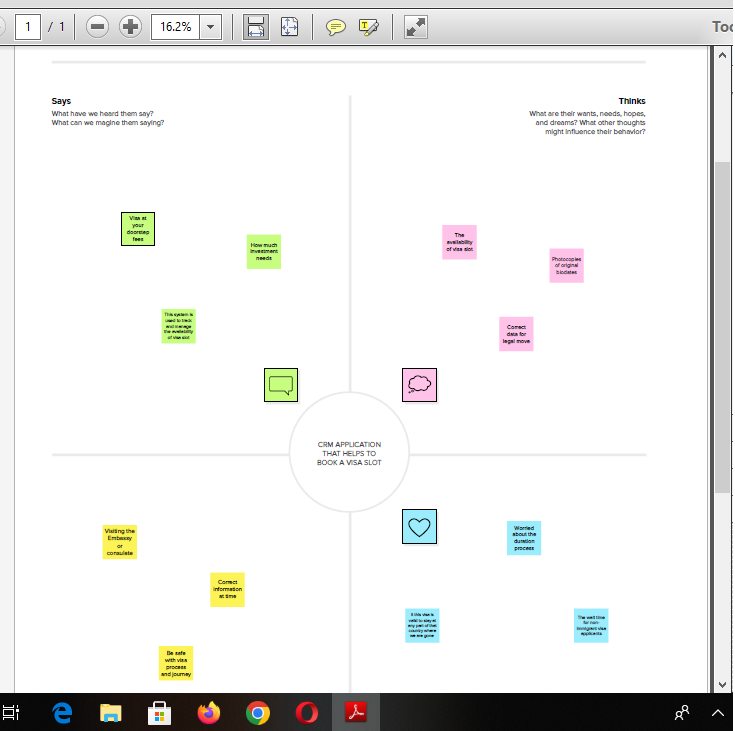 1 / 1
16.2%
Too
Says
What have we heard them say?
What can we magine them saying?
Thinks
What are their wants, needs, hopes,
and dreams? What other thoughts
might influence their behavior?
Visa at
your
doorstep
fees
How much
investment
needs
This system is
used to track
and manage
the availability
of visa slot
The
availability
of visa slot
Photocopies
of original
biodates
Correct
data for
legal move
CRM APPLICATION
THAT HELPS TO
BOOK A VISA SLOT
Visiting the
Embassy
or
consulate
Correct
information
at time
Be safe
with visa
process
and journey
Worried
about the
duration
process
If this visa is
valid to stay at
any part of that
country where
we are gone
The wait time
for non-
immigrant visa
applicants